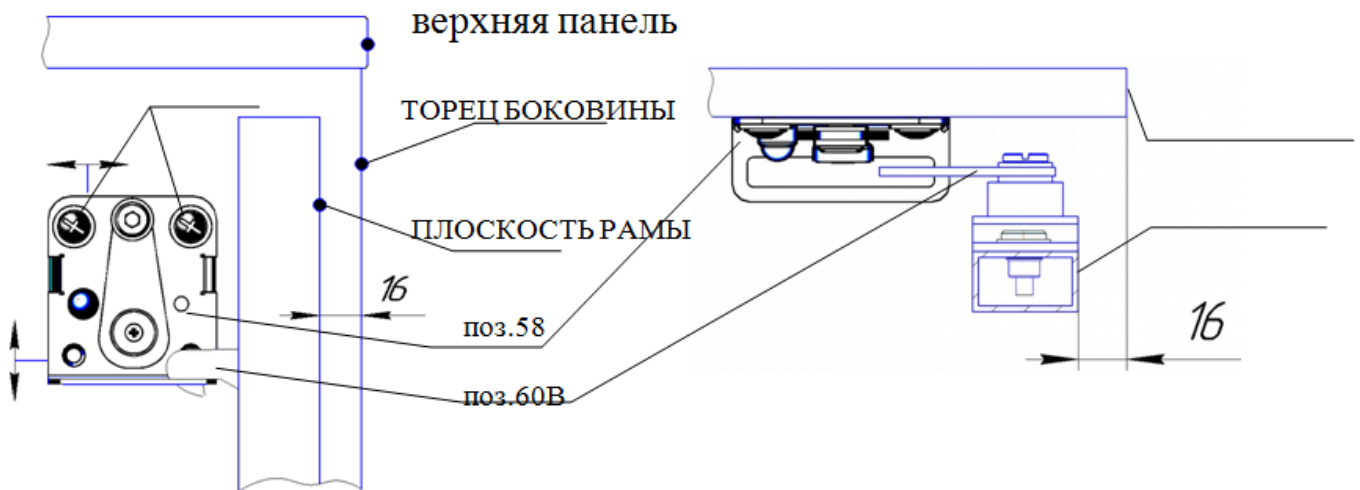 верхняя панель
ТОРЕЦ БОКОВИНЫ
ПЛОСКОСТЬ РАМЫ
16
поз.58
16
поз.60В